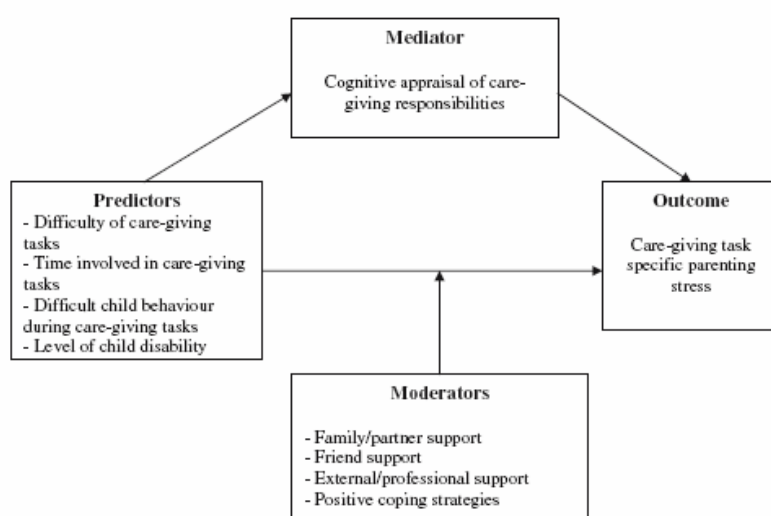 Mediator
Cognitive appraisal of care-
giving responsibilities
Predictors
- Difficulty of care-giving
tasks
- Time involved in care-giving
tasks
- Difficult child behaviour
during care-giving tasks
- Level of child disability
Outcome
Care-giving task
specific parenting
stress
Moderators
- Family/partner support
- Friend support
- External/professional support
- Positive coping strategies